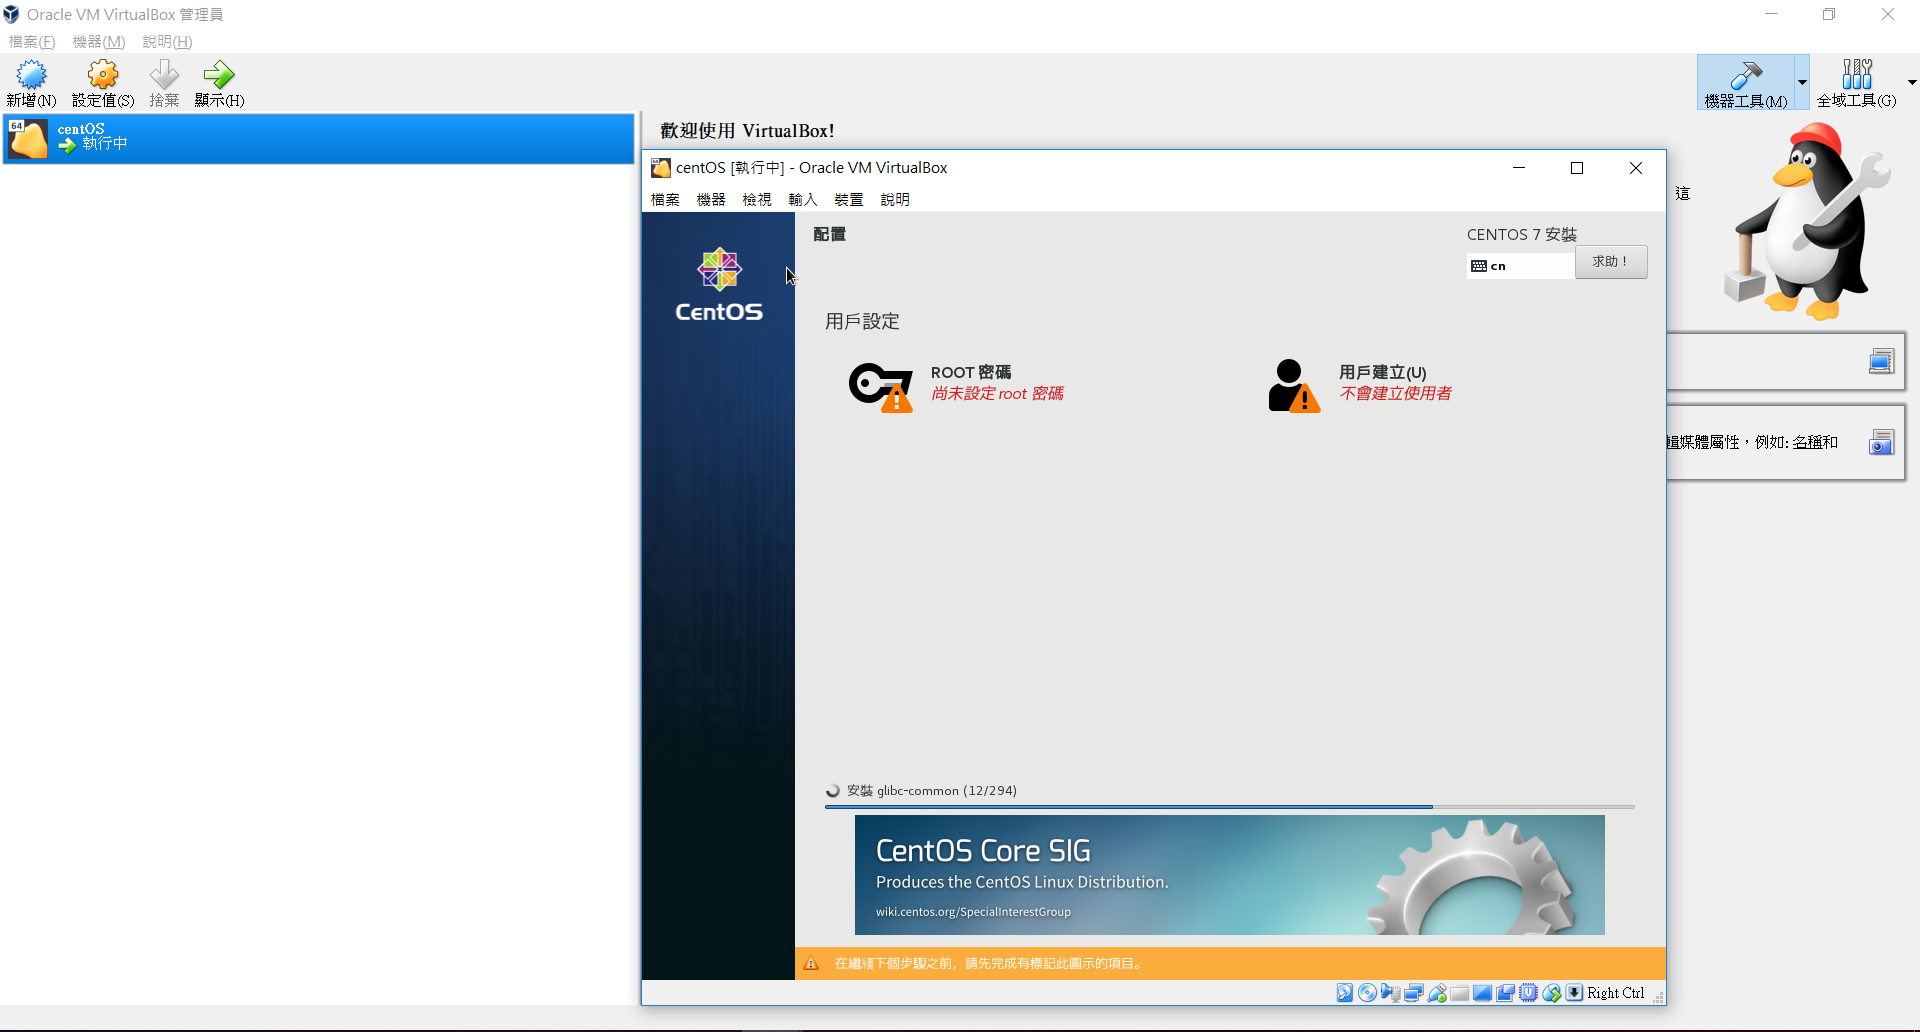 Oracle VM VirtualBox 管理員
檔案(F) 機器(M) 說明(H)
新增(N) 設定值(S) 捨棄 顯示(H)
機器工具(M) 全域工具(G)
64
centOS
執行中
歡迎使用 VirtualBox!
這
輯媒體屬性，例如: 名稱和
64
centOS [執行中] - Oracle VM VirtualBox
檔案 機器 檢視 輸入 裝置 說明
CentOS
配置
CENTOS 7 安裝
cn
求助！
用戶設定
ROOT 密碼
尚未設定 root 密碼
用戶建立(U)
不會建立使用者
安裝 glibc-common (12/294)
CentOS Core SIG
Produces the CentOS Linux Distribution.
wiki.centos.org/SpecialInterestGroup
在繼續下個步驟之前，請先完成有標記此圖示的項目。
Right Ctrl